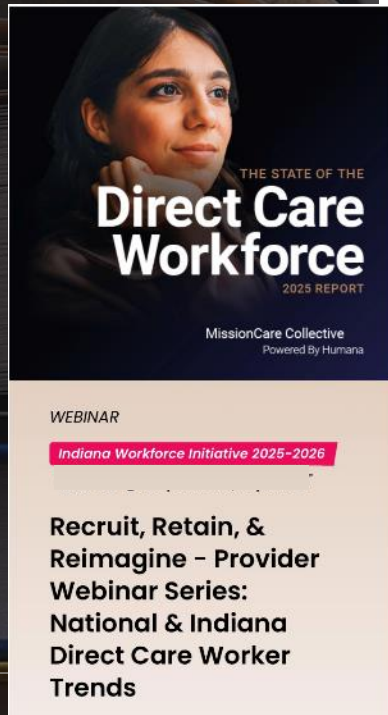 THE STATE OF THE
Direct Care
Workforce
2025 REPORT
MissionCare Collective
Powered By Humana
WEBINAR
Indiana Workforce Initiative 2025-2026
Recruit, Retain, &
Reimagine – Provider
Webinar Series:
National & Indiana
Direct Care Worker
Trends